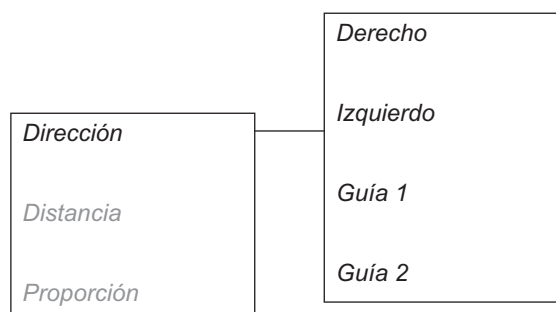 Dirección
Distancia
Proporción
Derecho
Izquierdo
Guía 1
Guía 2